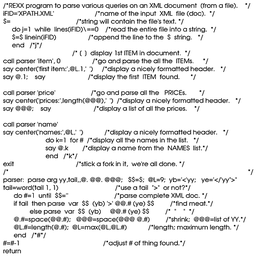 /*REXX program to parse various queries on an XML document (from a file). */
iFID='XPATH.XML' /*name of the input XML file (doc). */
$= /*string will contain the file's text. */
do j=1 while lines(iFID)\==0 /*read the entire file into a string. */
$=$ linein(iFID) /*append the line to the $ string. */
end /*j*/
/* ( ) display 1st ITEM in document. */
call parser 'item', 0 /*go and parse the all the ITEMs. */
say center('first item:',@L.1,' ') /*display a nicely formatted header. */
say @.1; say /*display the first ITEM found. */

call parser 'price' /*go and parse all the PRICEs. */
say center('prices:',length(@@@),' ') /*display a nicely formatted header. */
say @@@; say /*display a list of all the prices. */

call parser 'name'
say center('names:',@L,' ') /*display a nicely formatted header. */
do k=1 for # /*display all the names in the list. */
say @.k /*display a name from the NAMES list.*/
end /*k*/
exit /*stick a fork in it, we're all done. */
/*
parser: parse arg yy,tail,,@. @@. @@@; $$=$; @L=9; yb='<'yy; ye='</'yy'>'
tail=word(tail 1, 1) /*use a tail '>' or not?*/
do #=1 until $$='' /*parse complete XML doc. */
if tail then parse var $$ (yb) '>' @@.# (ye) $$ /*find meat.*/
else parse var $$ (yb) @@.# (ye) $$ /* " " */
@.#=space(@@.#); @@@=space(@@@ @.#) /*shrink; @@@=list of YY.*/
@L.#=length(@.#); @L=max(@L,@L.#) /*length; maximum length. */
end /*#*/
#=#-1 /*adjust # of thing found.*/
return